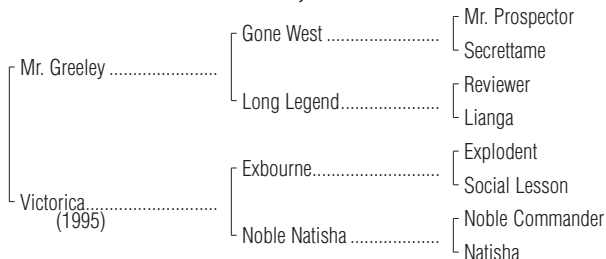 Mr. Prospector
Gone West ......................
Secrettame
Mr. Greeley .....................
Reviewer
Long Legend....................
Lianga
Explodent
Exbourne.........................
Social Lesson
Victorica..........................
(1995)
Noble Commander
Noble Natisha ..................
Natisha